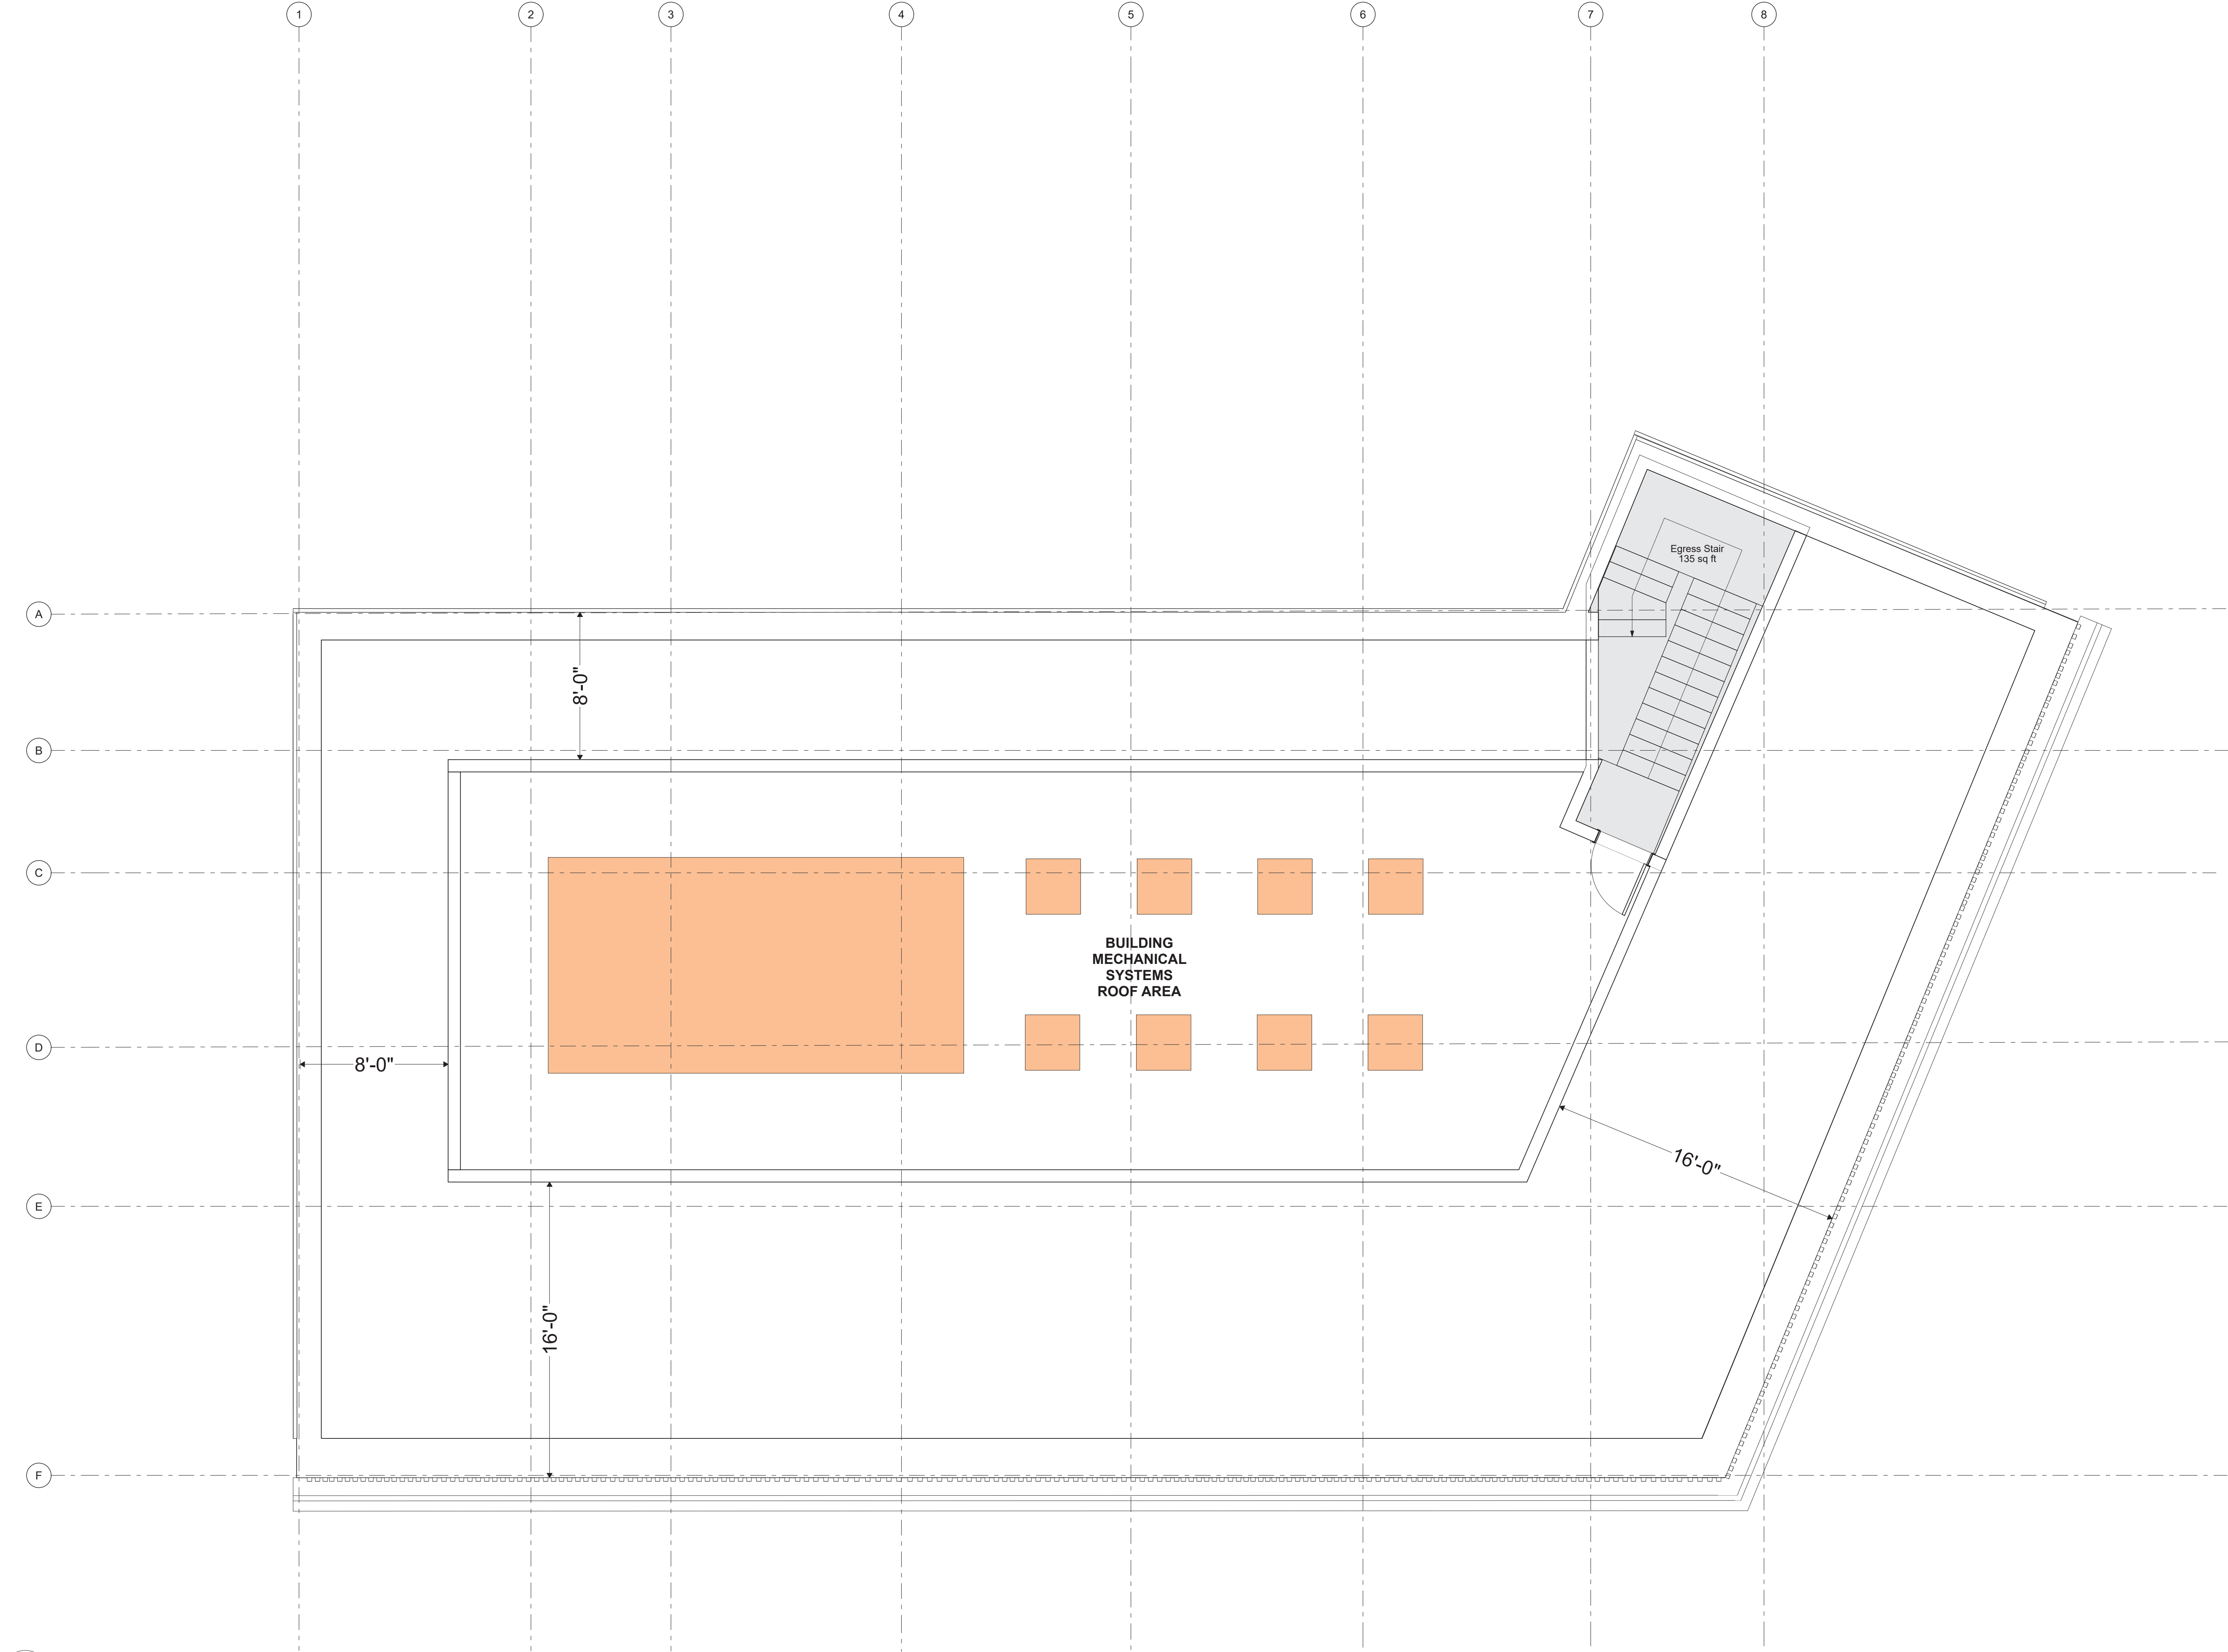 1
2
3
4
5
6
7
8
Egress Stair
135 sq ft
A
8'-0"
B
C
BUILDING
MECHANICAL
SYSTEMS
ROOF AREA
D
8'-0"
16'-0"
E
16'-0"
F